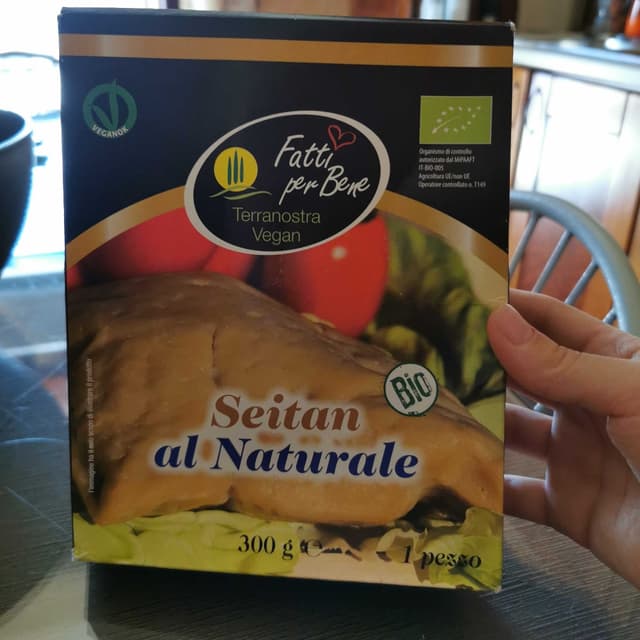 VEGANOK
Fatti
per Bene
Terranostra
Vegan
Organismo di controllo
autorizzato dal MiPAAFT
IT-BIO-005
Agricoltura UE/non UE
Operatore controllato n. T149
Bio
Seitan
al Naturale
300 g e
1 pezzo